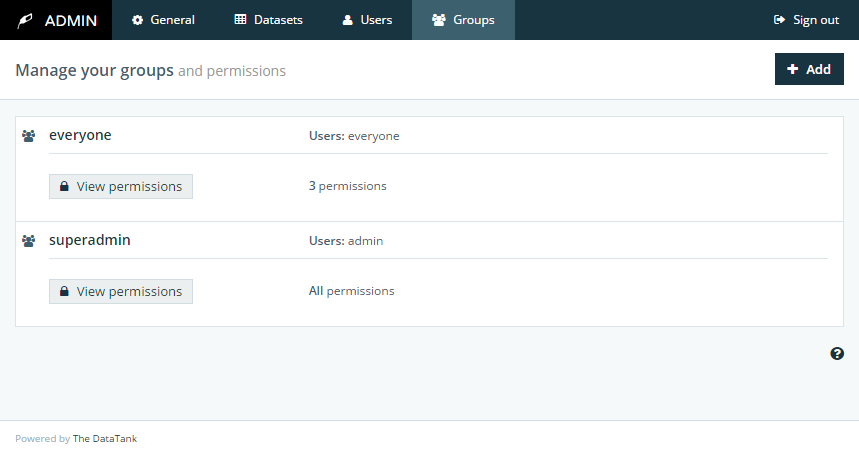 ADMIN General Datasets Users Groups Sign out
Manage your groups and permissions Add
everyone Users: everyone
View permissions 3 permissions
superadmin Users: admin
View permissions All permissions
Powered by The DataTank